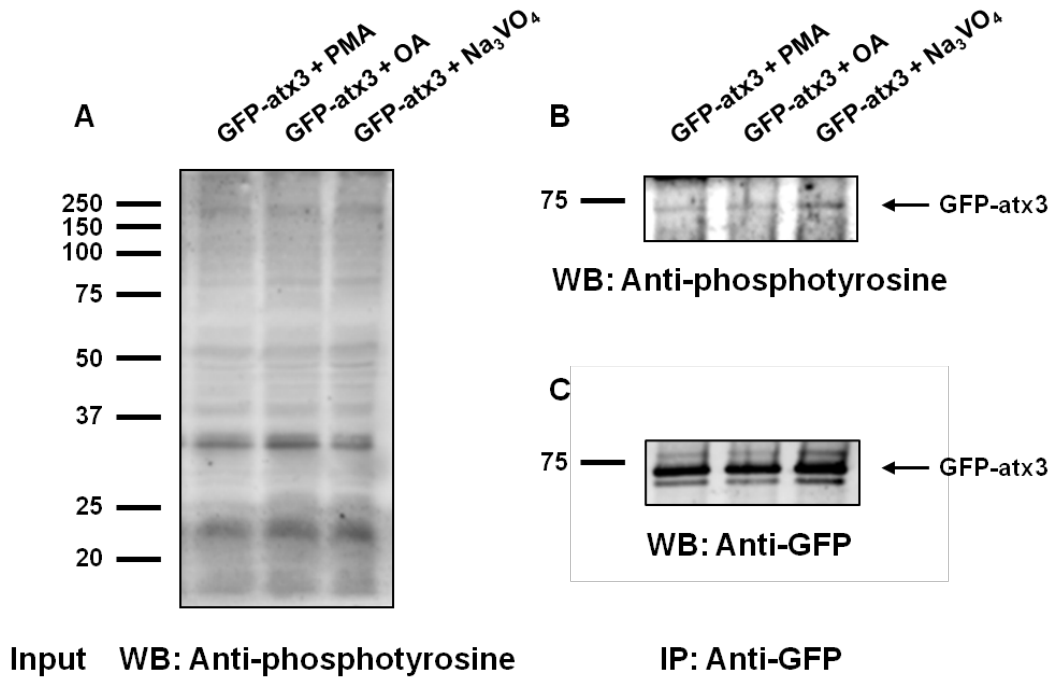 A
GFP-atx3 + PMA
GFP-atx3 + OA
GFP-atx3 + Na₃VO₄
250
150
100
75
50
37
25
20
Input WB: Anti-phosphotyrosine
B
GFP-atx3 + PMA
GFP-atx3 + OA
GFP-atx3 + Na₃VO₄
75
GFP-atx3
WB: Anti-phosphotyrosine
C
75
GFP-atx3
WB: Anti-GFP
IP: Anti-GFP